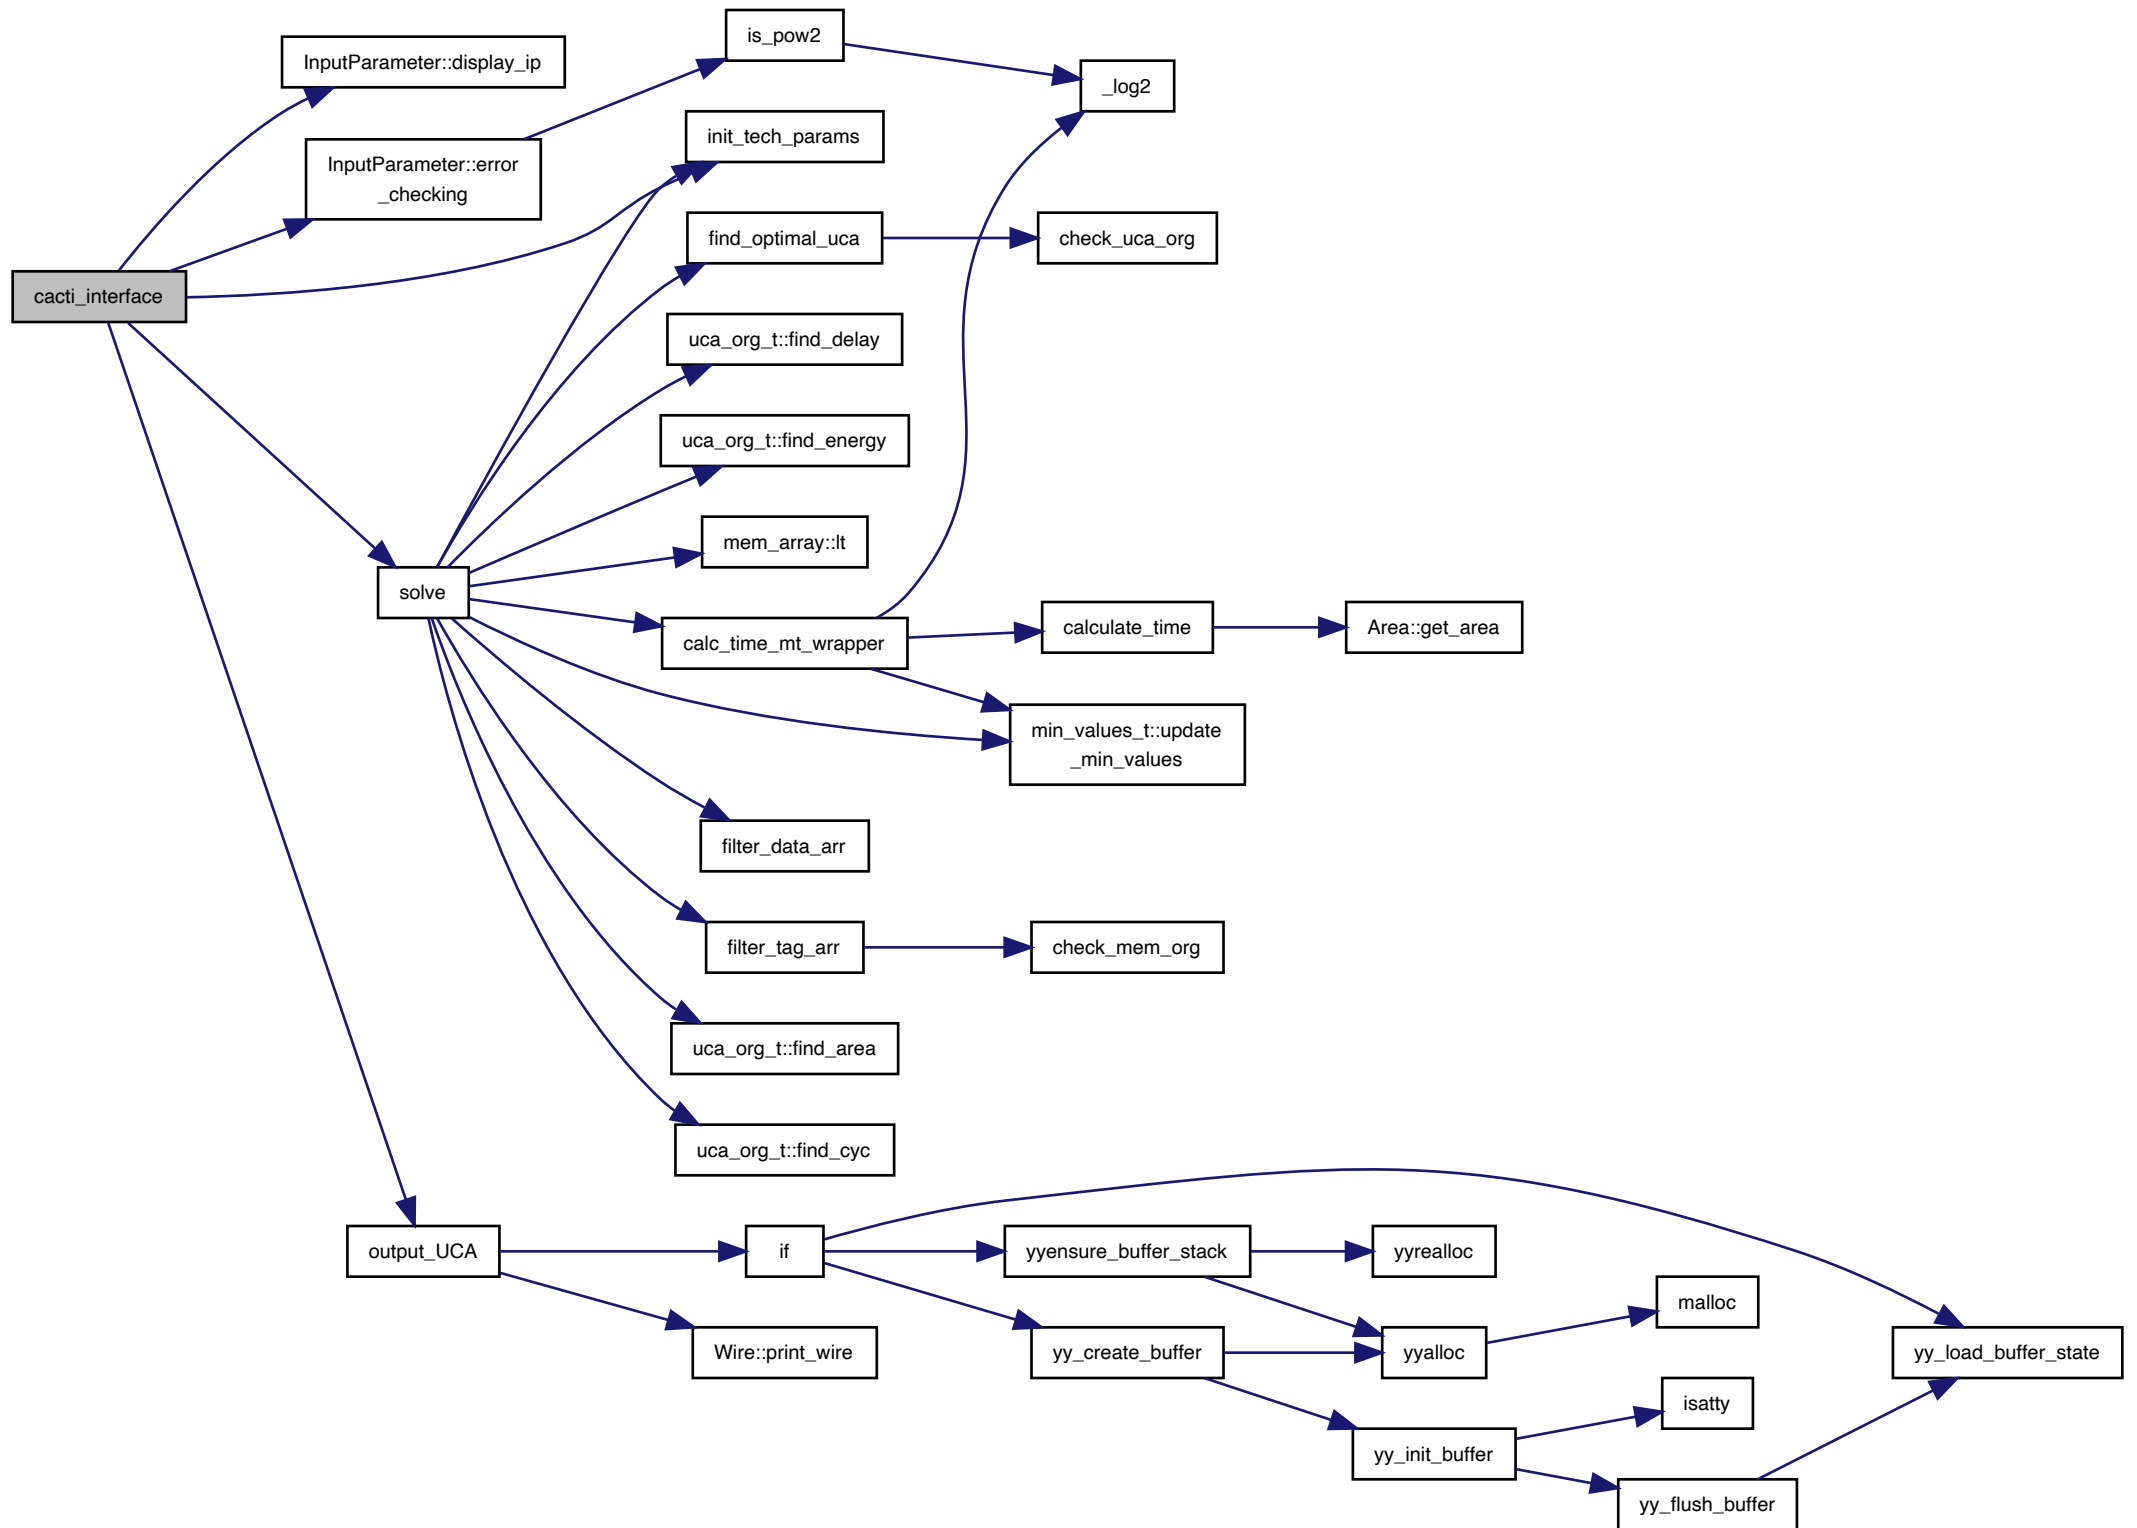 is_pow2
InputParameter::display_ip
_log2
init_tech_params
InputParameter::error
_checking
find_optimal_uca
check_uca_org
cacti_interface
uca_org_t::find_delay
uca_org_t::find_energy
mem_array::lt
solve
calc_time_mt_wrapper
calculate_time
Area::get_area
min_values_t::update
_min_values
filter_data_arr
filter_tag_arr
check_mem_org
uca_org_t::find_area
uca_org_t::find_cyc
output_UCA
if
yyensure_buffer_stack
yyrealloc
malloc
Wire::print_wire
yy_create_buffer
yyalloc
yy_load_buffer_state
isatty
yy_init_buffer
yy_flush_buffer